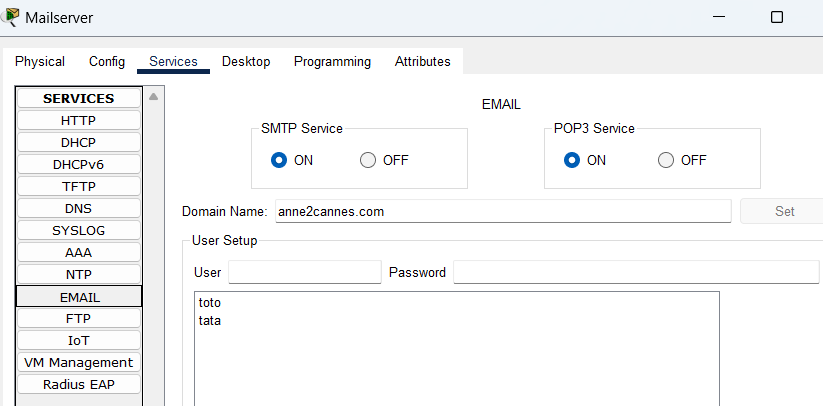 Mailserver
Physical Config Services Desktop Programming Attributes
SERVICES
HTTP
DHCP
DHCPv6
TFTP
DNS
SYSLOG
AAA
NTP
EMAIL
FTP
IoT
VM Management
Radius EAP
EMAIL
SMTP Service
ON OFF
POP3 Service
ON OFF
Domain Name: anne2cannes.com Set
User Setup
User Password
toto
tata